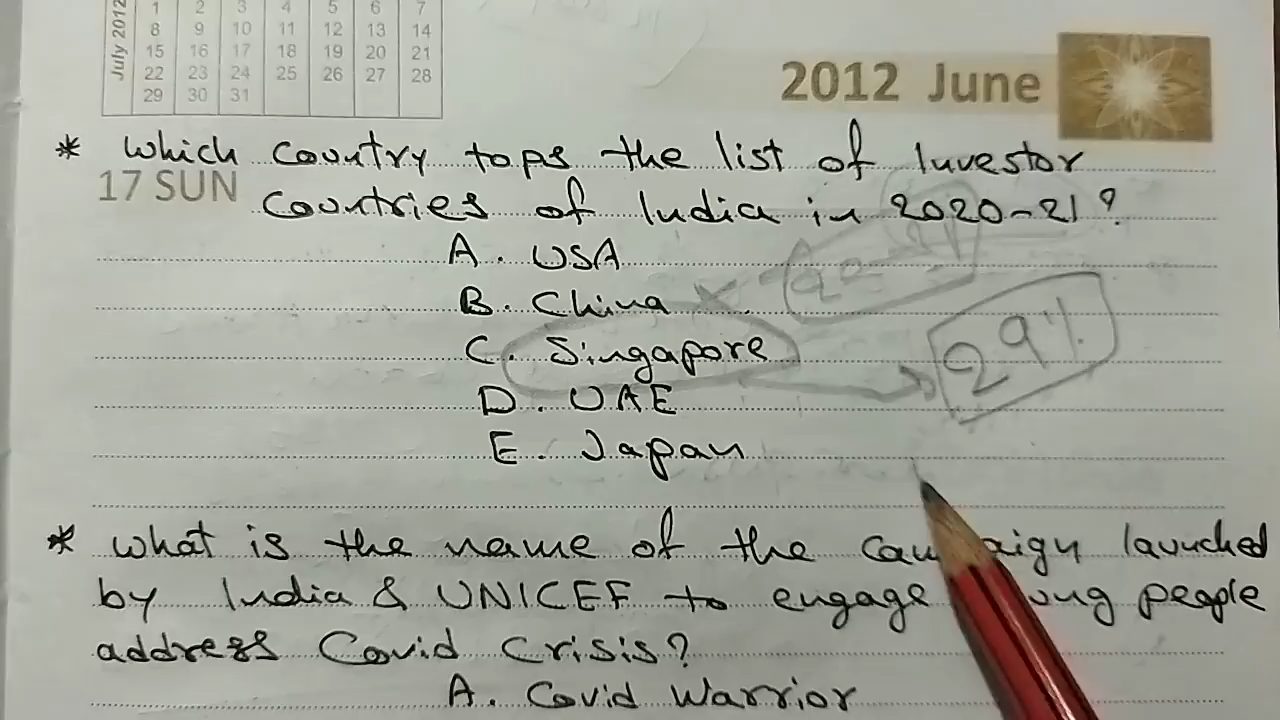 July 2012
1 2 3 4 5 6 7
8 9 10 11 12 13 14
15 16 17 18 19 20 21
22 23 24 25 26 27 28
29 30 31
2012 June
* Which country tops the list of Investor
17 SUN
Countries of India in 2020-21?
A. USA
B. China
C. Singapore
29%
D. UAE
E. Japan
* What is the name of the launched
by India & UNICEF to engage people
address Covid Crisis?
A. Covid Warrior